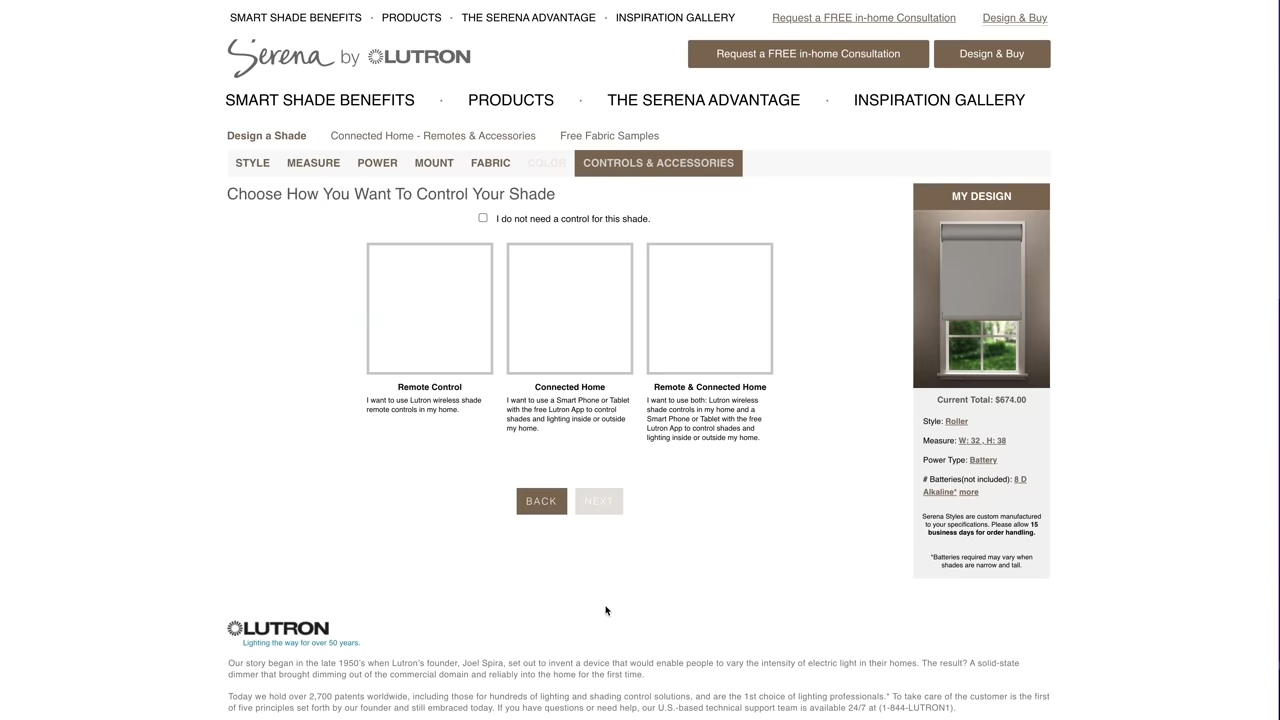 SMART SHADE BENEFITS · PRODUCTS · THE SERENA ADVANTAGE · INSPIRATION GALLERY Request a FREE in-home Consultation Design & Buy
Serena by LUTRON Request a FREE in-home Consultation Design & Buy
SMART SHADE BENEFITS · PRODUCTS · THE SERENA ADVANTAGE · INSPIRATION GALLERY
Design a Shade Connected Home - Remotes & Accessories Free Fabric Samples
STYLE MEASURE POWER MOUNT FABRIC COLOR CONTROLS & ACCESSORIES
Choose How You Want To Control Your Shade
I do not need a control for this shade.
Remote Control
I want to use Lutron wireless shade
remote controls in my home.
Connected Home
I want to use a Smart Phone or Tablet
with the free Lutron App to control
shades and lighting inside or outside
my home.
Remote & Connected Home
I want to use both: Lutron wireless
shade controls in my home and a
Smart Phone or Tablet with the free
Lutron App to control shades and
lighting inside or outside my home.
BACK NEXT
MY DESIGN
Current Total: $674.00
Style: Roller
Measure: W: 32 , H: 38
Power Type: Battery
# Batteries(not included): 8 D
Alkaline* more
Serena Styles are custom manufactured
to your specifications. Please allow 15
business days for order handling.
*Batteries required may vary when
shades are narrow and tall.
LUTRON
Lighting the way for over 50 years.
Our story began in the late 1950's when Lutron's founder, Joel Spira, set out to invent a device that would enable people to vary the intensity of electric light in their homes. The result? A solid-state
dimmer that brought dimming out of the commercial domain and reliably into the home for the first time.
Today we hold over 2,700 patents worldwide, including those for hundreds of lighting and shading control solutions, and are the 1st choice of lighting professionals.* To take care of the customer is the first
of five principles set forth by our founder and still embraced today. If you have questions or need help, our U.S.-based technical support team is available 24/7 at (1-844-LUTRON1).